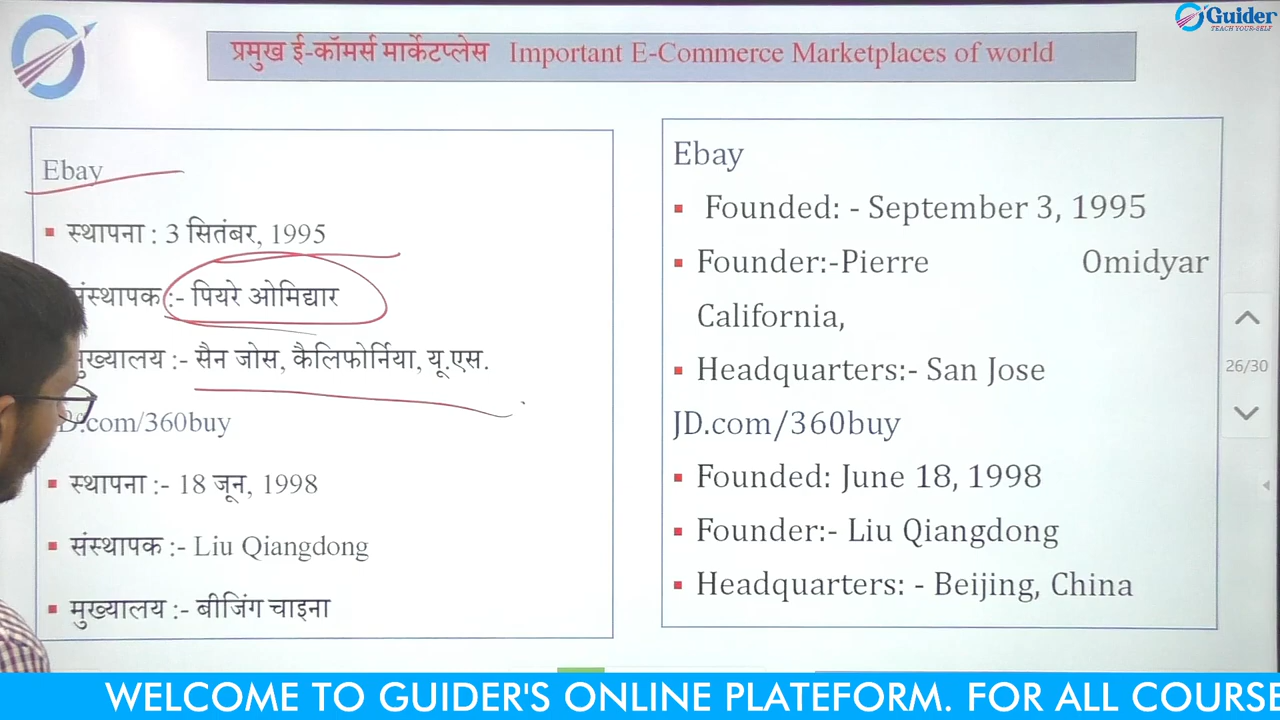 Guider
TEACH YOUR-SELF
प्रमुख ई-कॉमर्स मार्केटप्लेस Important E-Commerce Marketplaces of world
Ebay
स्थापना : 3 सितंबर, 1995
संस्थापक :- पियरे ओमिद्यार
मुख्यालय :- सैन जोस, कैलिफोर्निया, यू.एस.
.com/360buy
स्थापना :- 18 जून, 1998
संस्थापक :- Liu Qiangdong
मुख्यालय :- बीजिंग चाइना
Ebay
Founded: - September 3, 1995
Founder:-Pierre Omidyar
California,
Headquarters:- San Jose
JD.com/360buy
Founded: June 18, 1998
Founder:- Liu Qiangdong
Headquarters: - Beijing, China
26/30
WELCOME TO GUIDER'S ONLINE PLATEFORM. FOR ALL COURSE